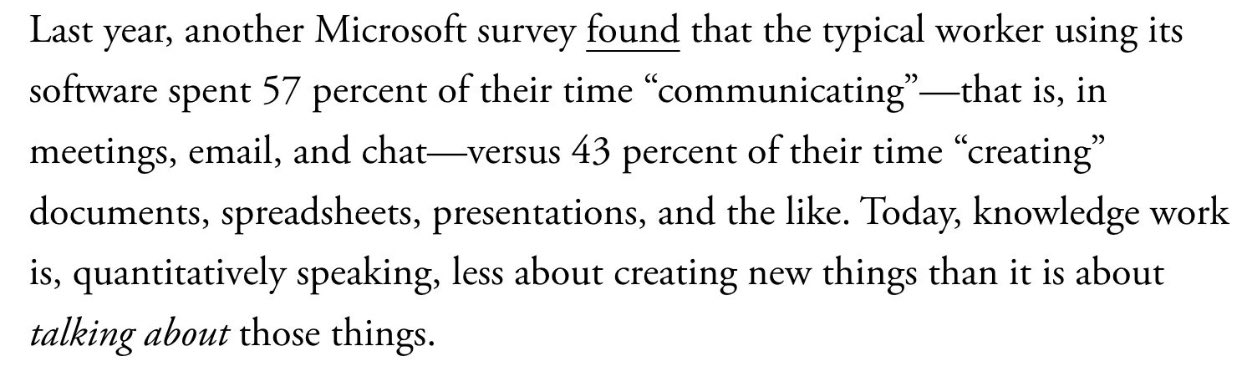 Last year, another Microsoft survey found that the typical worker using its
software spent 57 percent of their time “communicating”—that is, in
meetings, email, and chat—versus 43 percent of their time “creating”
documents, spreadsheets, presentations, and the like. Today, knowledge work
is, quantitatively speaking, less about creating new things than it is about
talking about those things.